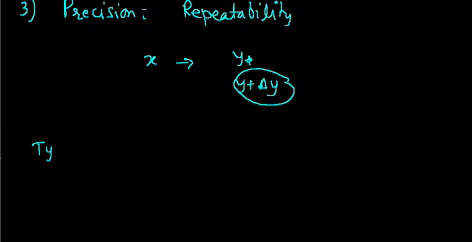 3) Precision: Repeatability
x → y
y+Δy
Ty